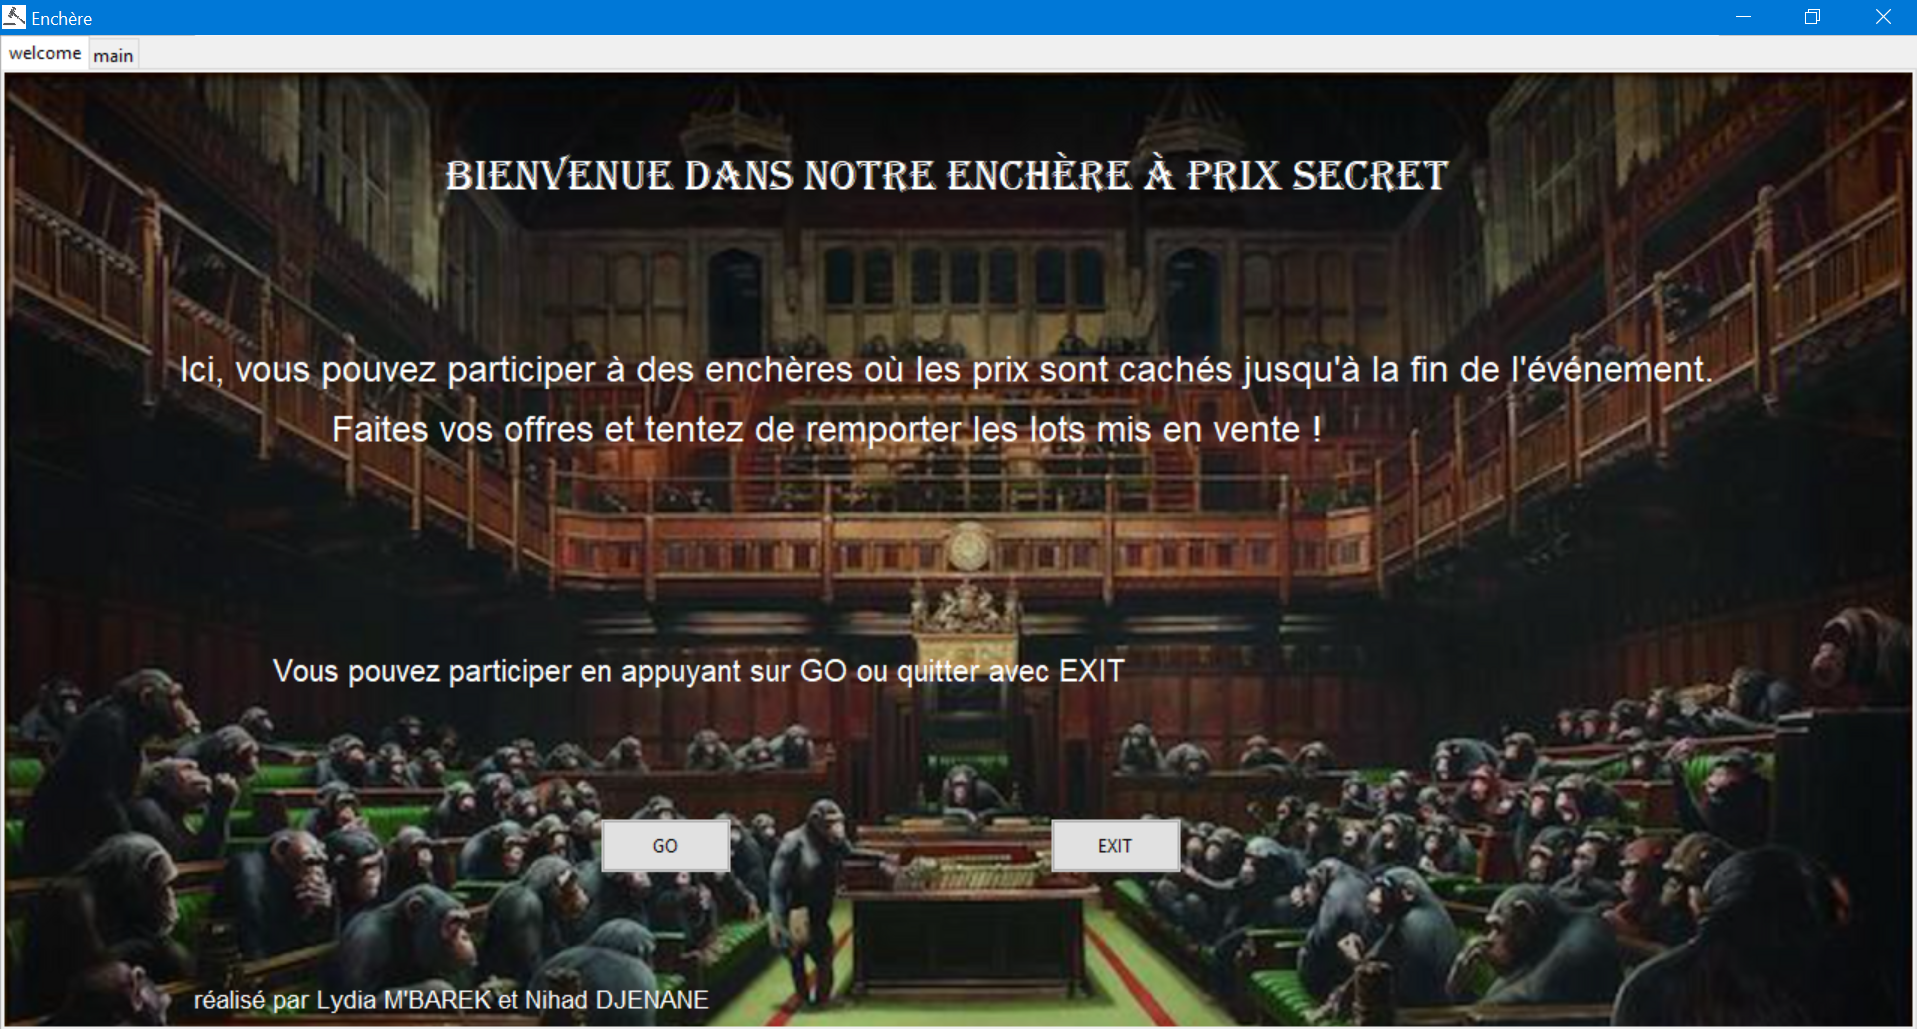 Enchère
welcome main
BIENVENUE DANS NOTRE ENCHÈRE À PRIX SECRET
Ici, vous pouvez participer à des enchères où les prix sont cachés jusqu'à la fin de l'événement.
Faites vos offres et tentez de remporter les lots mis en vente !
Vous pouvez participer en appuyant sur GO ou quitter avec EXIT
GO EXIT
réalisé par Lydia M'BAREK et Nihad DJENANE